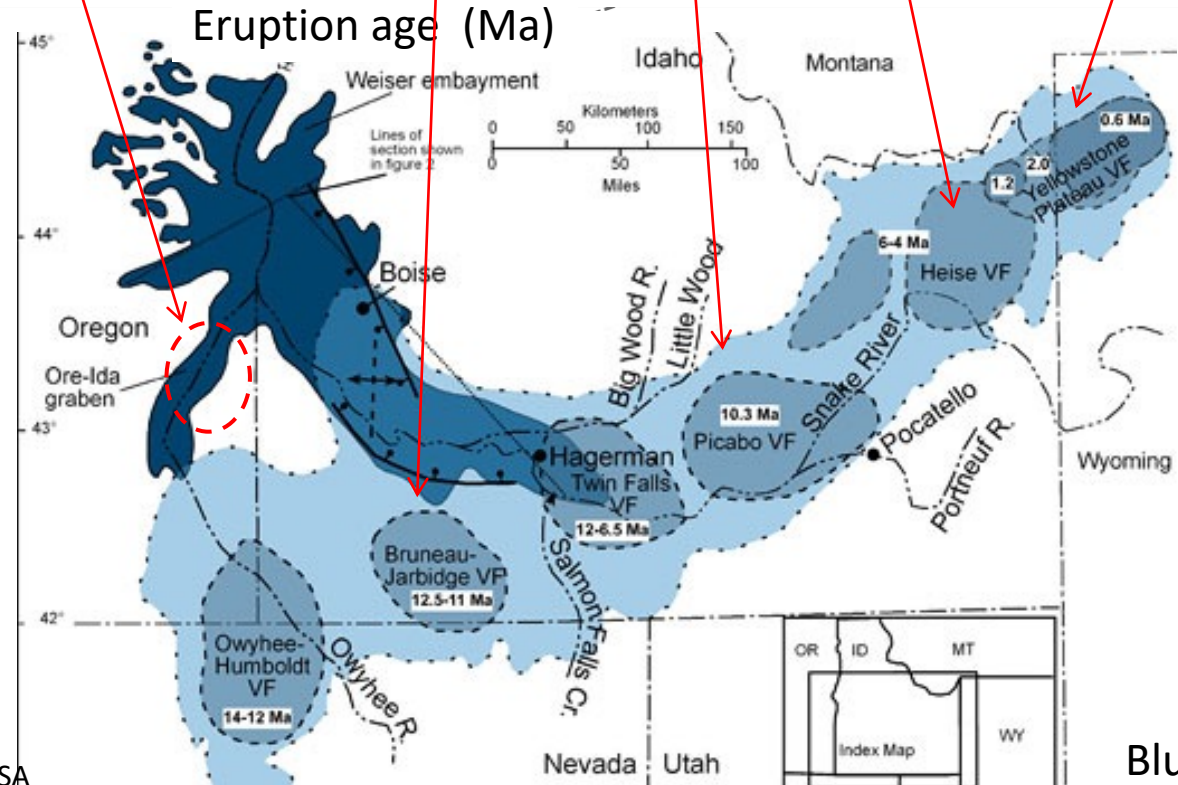 Eruption age (Ma)
45°
Idaho
Montana
Weiser embayment
Kilometers
0 50 100 150
0 50 100
Miles
Lines of
section shown
in figure 2
0.6 Ma
2.0
1.2
Yellowstone
Plateau VF
44°
6-4 Ma
Heise VF
Boise
Oregon
Big Wood R.
Little Wood
Snake River
Ore-Ida
graben
43°
10.3 Ma
Picabo VF
Pocatello
Portneuf R.
Wyoming
Hagerman
Twin Falls
VF
12-6.5 Ma
Bruneau-
Jarbidge VF
12.5-11 Ma
Salmon Falls Cr.
42°
Owyhee-
Humboldt
VF
14-12 Ma
Owyhee R.
OR ID MT
WY
Index Map
Nevada Utah
SA
Blu